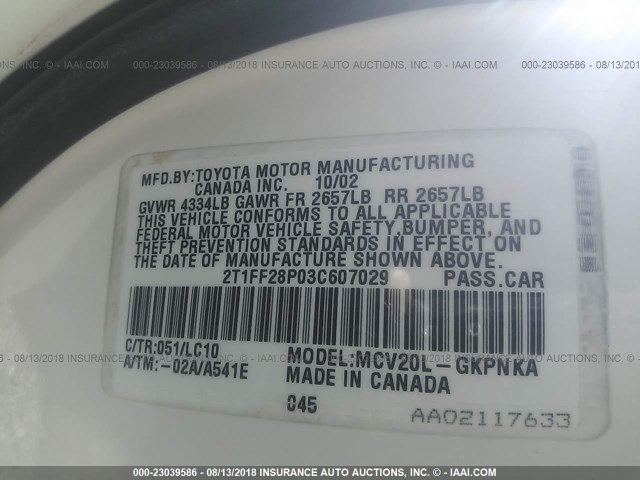 000-23039586 - 08/13/2018 INSURANCE AUTO AUCTIONS, INC. - IAAI.COM
MFD.BY:TOYOTA MOTOR MANUFACTURING
CANADA INC. 10/02
GVWR 4334LB GAWR FR 2657LB RR 2657LB
THIS VEHICLE CONFORMS TO ALL APPLICABLE
FEDERAL MOTOR VEHICLE SAFETY,BUMPER, AND
THEFT PREVENTION STANDARDS IN EFFECT ON
THE DATE OF MANUFACTURE SHOWN ABOVE.
2T1FF28P03C607029 PASS.CAR
C/TR:051/LC10 MODEL:MCV20L-GKPNKA
A/TM:-02A/A541E MADE IN CANADA
045
AA02117633
000-23039586 - 08/13/2018 INSURANCE AUTO AUCTIONS, INC. - IAAI.COM